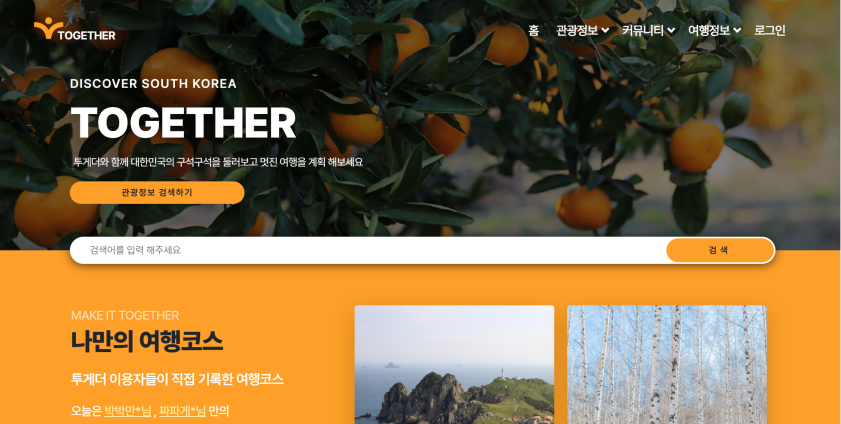 TOGETHER
홈 관광정보 커뮤니티 여행정보 로그인
DISCOVER SOUTH KOREA
TOGETHER
투게더와 함께 대한민국의 구석구석을 둘러보고 멋진 여행을 계획 해보세요
관광정보 검색하기
검색어를 입력 해주세요
검 색
MAKE IT TOGETHER
나만의 여행코스
투게더 이용자들이 직접 기록한 여행코스
오늘은 박박만*님 , 짜파게*님 만의